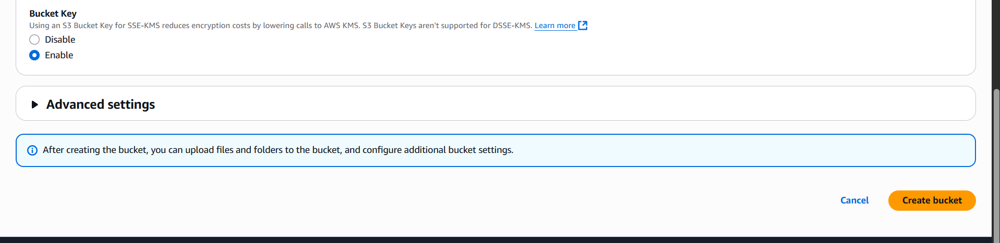 Bucket Key
Using an S3 Bucket Key for SSE-KMS reduces encryption costs by lowering calls to AWS KMS. S3 Bucket Keys aren't supported for DSSE-KMS. Learn more
Disable
Enable
Advanced settings
After creating the bucket, you can upload files and folders to the bucket, and configure additional bucket settings.
Cancel Create bucket